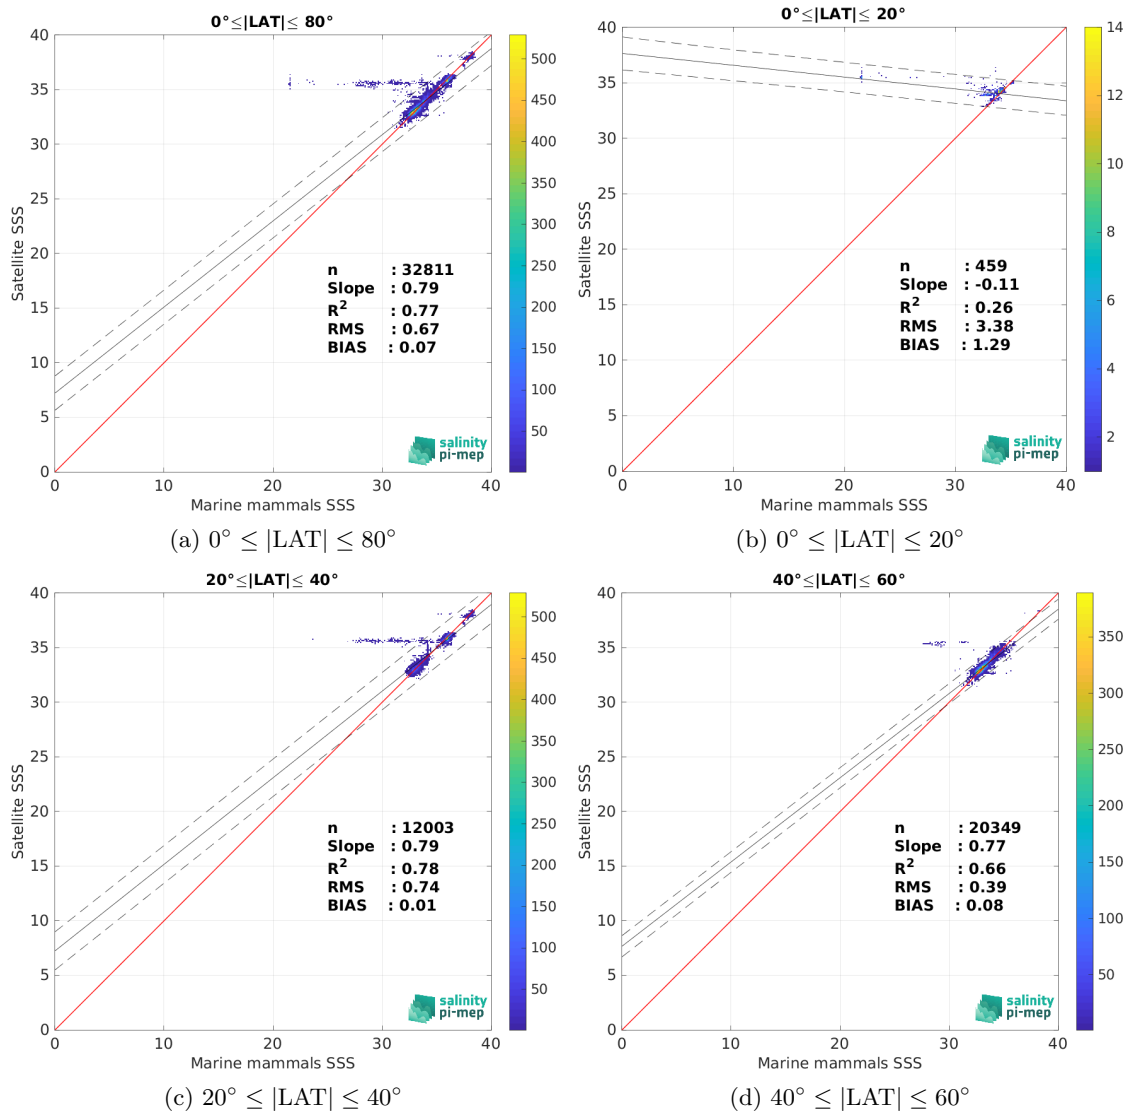 0°≤|LAT|≤ 80°
40
35
30
25
20
15
10
5
0
0
10
20
30
40
Satellite SSS
Marine mammals SSS
n : 32811
Slope : 0.79
R² : 0.77
RMS : 0.67
BIAS : 0.07
salinity
pi-mep
500
450
400
350
300
250
200
150
100
50
(a) 0° ≤ |LAT| ≤ 80°
0°≤|LAT|≤ 20°
40
35
30
25
20
15
10
5
0
0
10
20
30
40
Satellite SSS
Marine mammals SSS
n : 459
Slope : -0.11
R² : 0.26
RMS : 3.38
BIAS : 1.29
salinity
pi-mep
14
12
10
8
6
4
2
(b) 0° ≤ |LAT| ≤ 20°
20°≤|LAT|≤ 40°
40
35
30
25
20
15
10
5
0
0
10
20
30
40
Satellite SSS
Marine mammals SSS
n : 12003
Slope : 0.79
R² : 0.78
RMS : 0.74
BIAS : 0.01
salinity
pi-mep
500
450
400
350
300
250
200
150
100
50
(c) 20° ≤ |LAT| ≤ 40°
40°≤|LAT|≤ 60°
40
35
30
25
20
15
10
5
0
0
10
20
30
40
Satellite SSS
Marine mammals SSS
n : 20349
Slope : 0.77
R² : 0.66
RMS : 0.39
BIAS : 0.08
salinity
pi-mep
350
300
250
200
150
100
50
(d) 40° ≤ |LAT| ≤ 60°